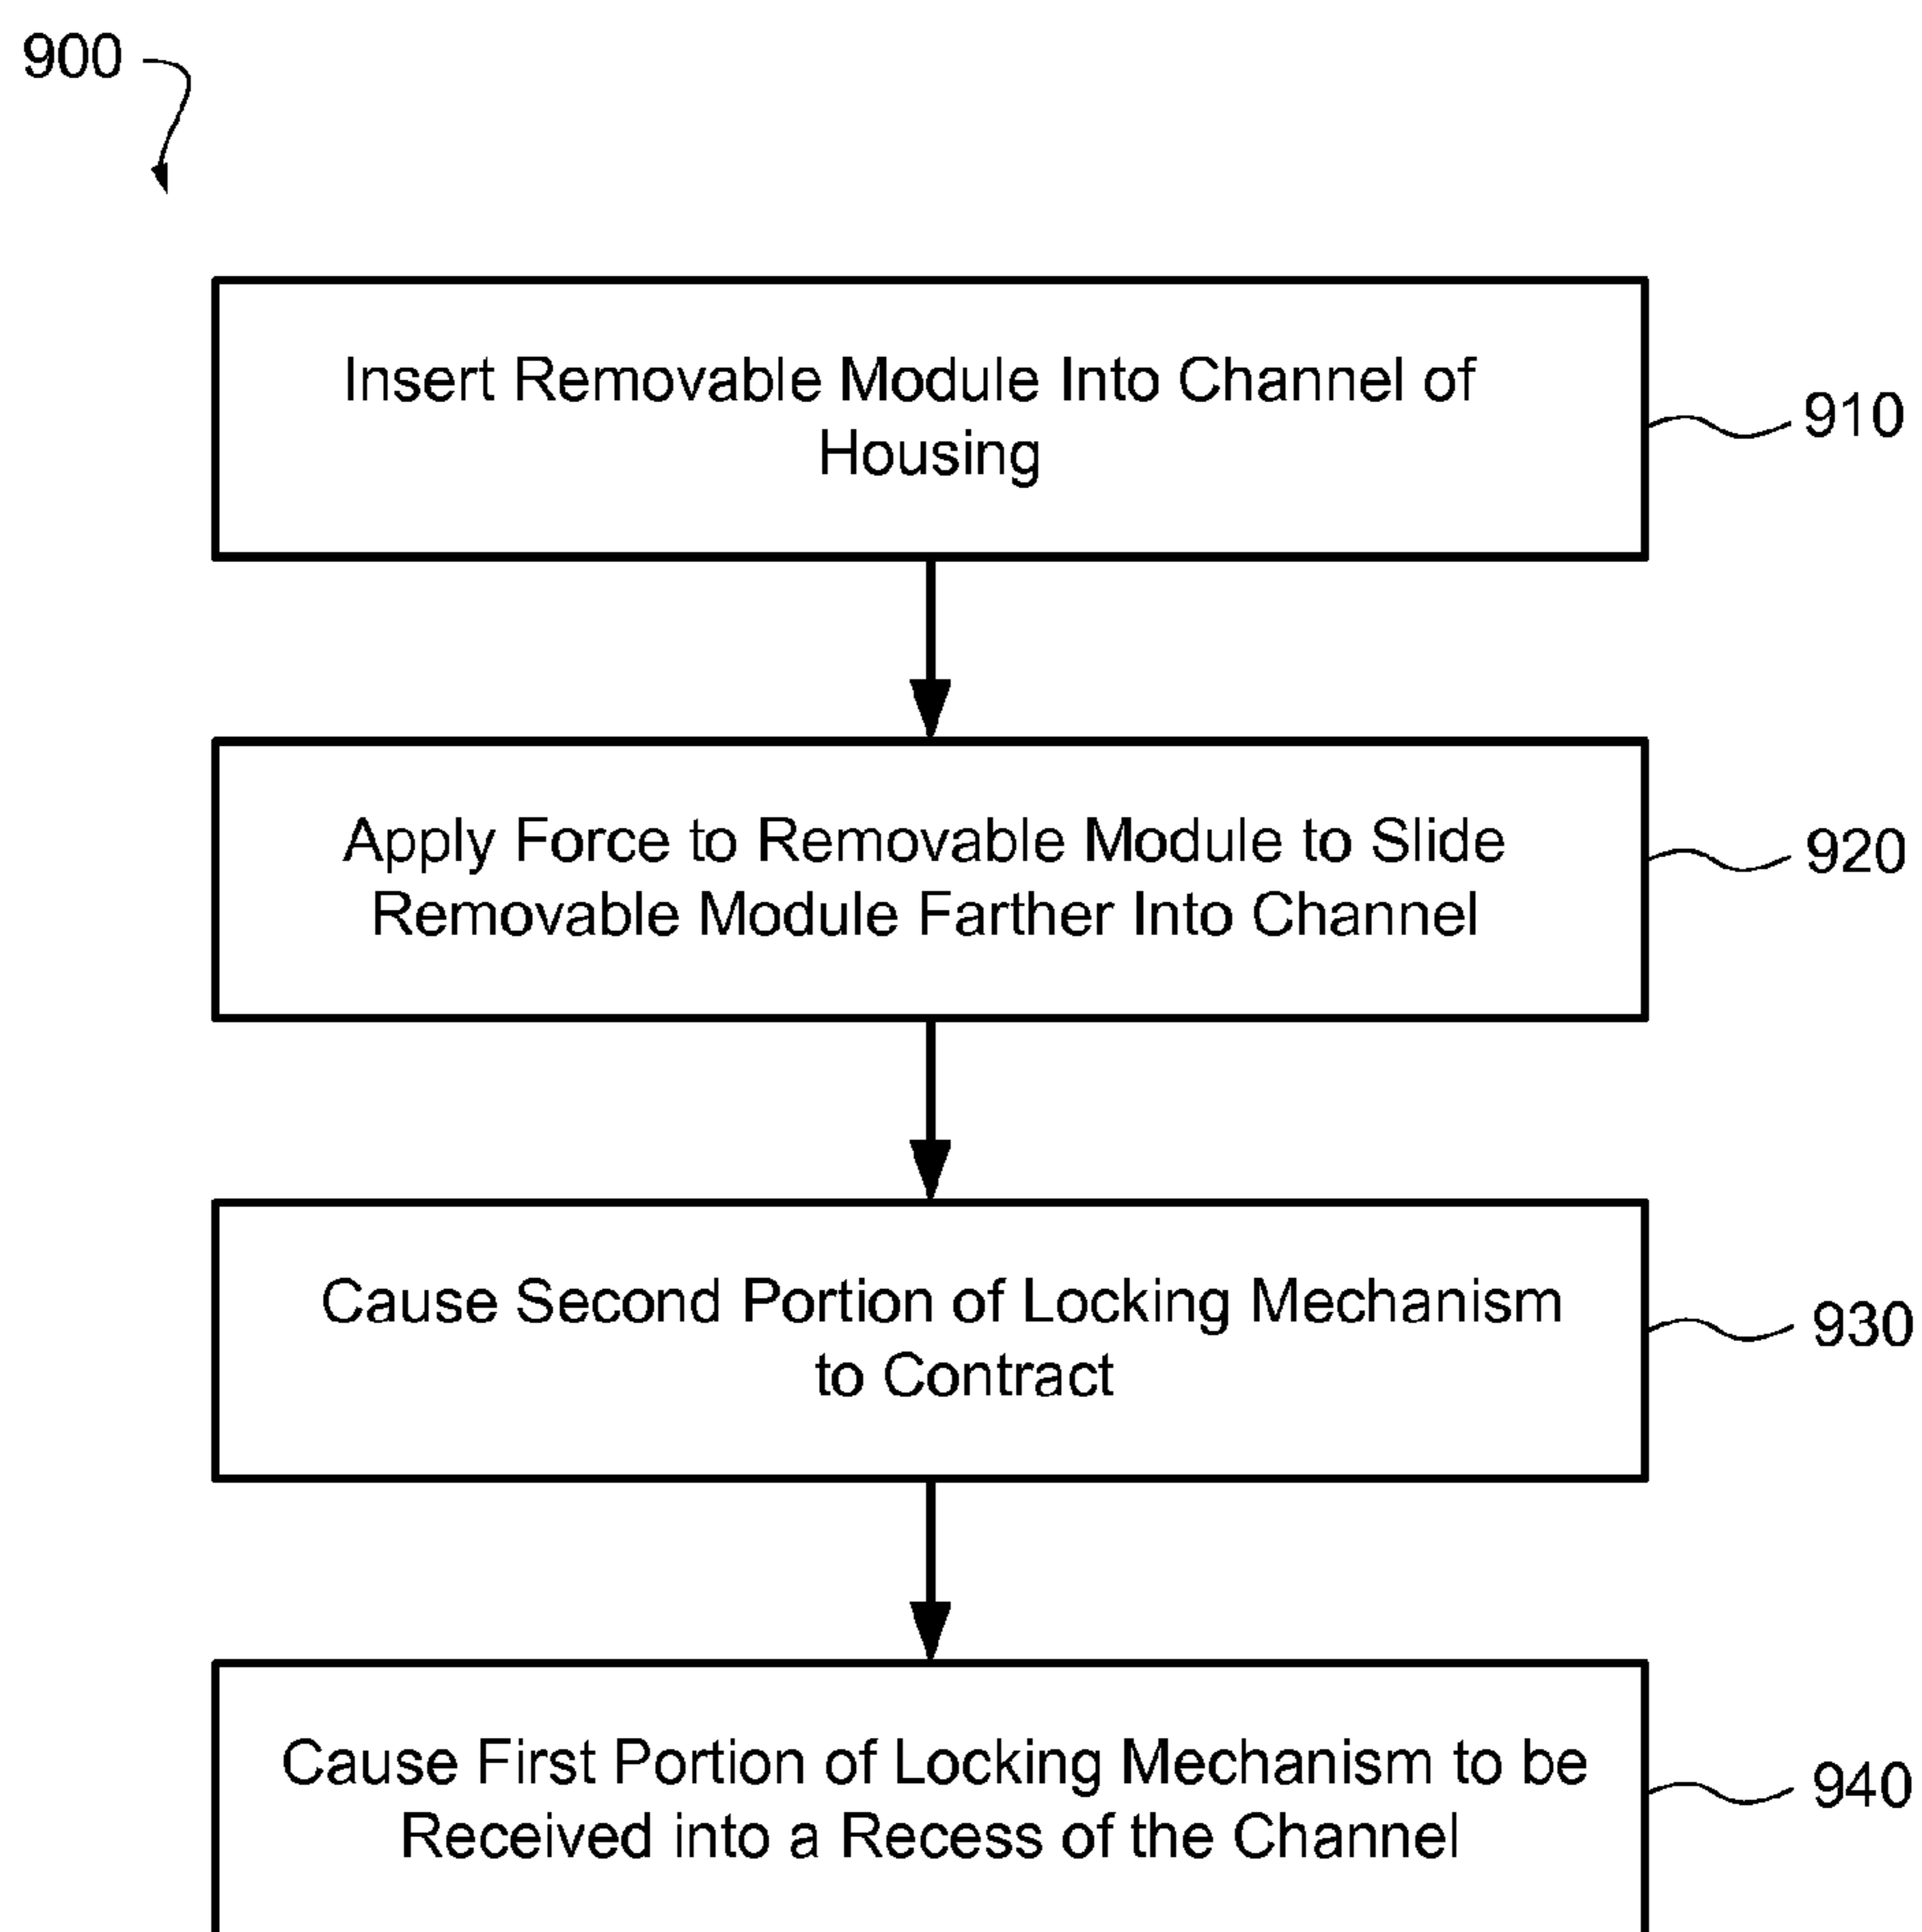 900
Insert Removable Module Into Channel of
Housing
910
Apply Force to Removable Module to Slide
Removable Module Farther Into Channel
920
Cause Second Portion of Locking Mechanism
to Contract
930
Cause First Portion of Locking Mechanism to be
Received into a Recess of the Channel
940